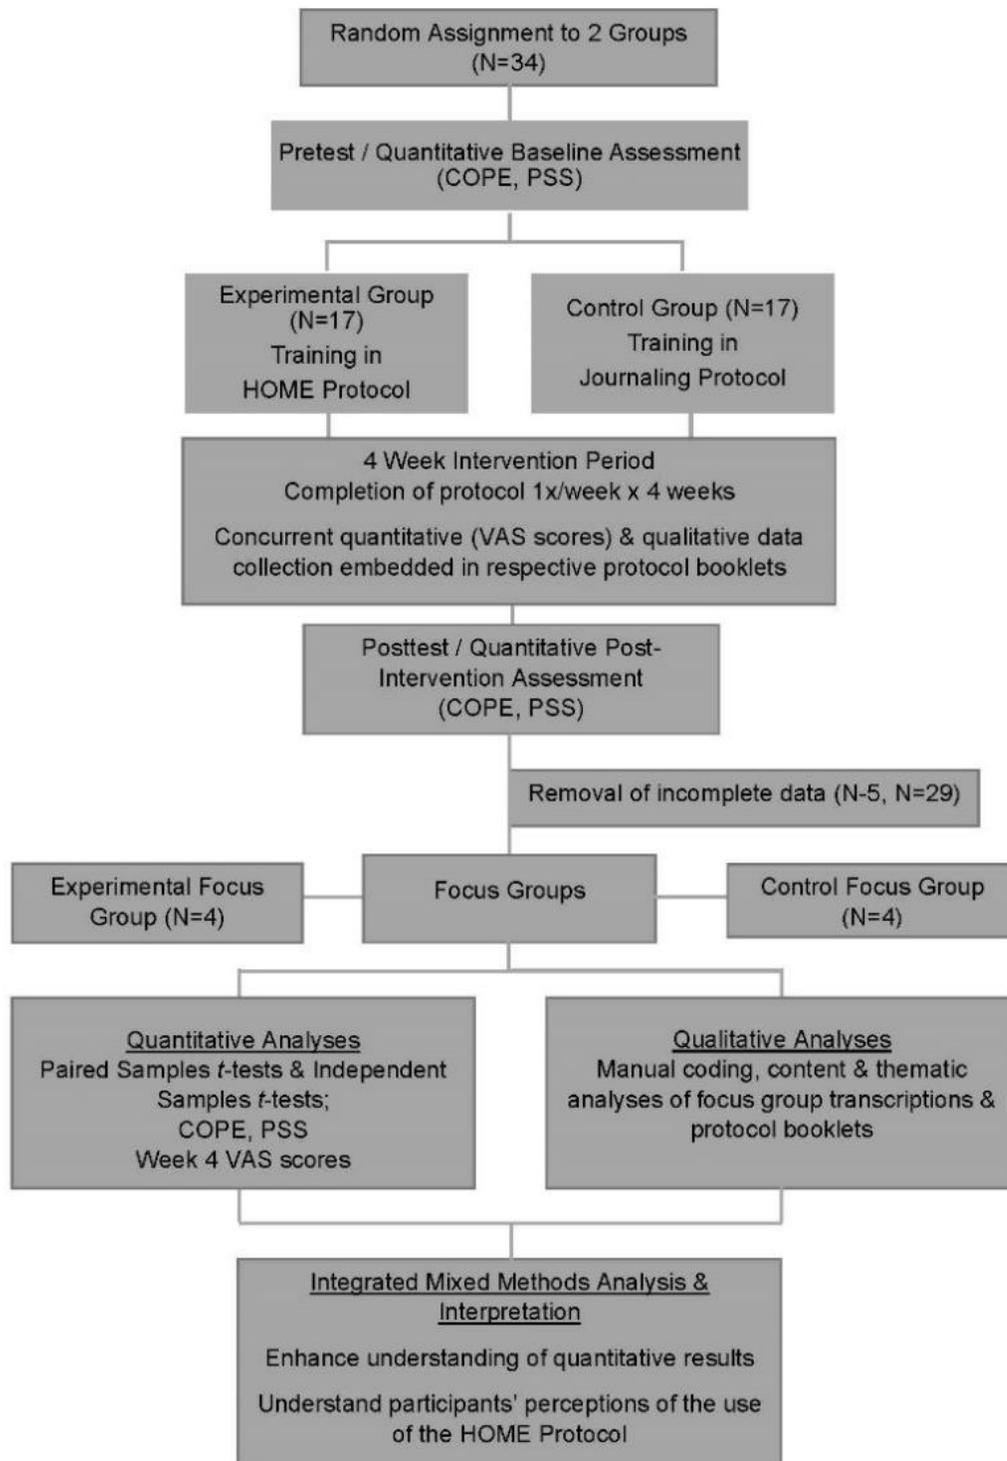 Random Assignment to 2 Groups
(N=34)
Pretest / Quantitative Baseline Assessment
(COPE, PSS)
Experimental Group
(N=17)
Training in
HOME Protocol
Control Group (N=17)
Training in
Journaling Protocol
4 Week Intervention Period
Completion of protocol 1x/week x 4 weeks
Concurrent quantitative (VAS scores) & qualitative data
collection embedded in respective protocol booklets
Posttest / Quantitative Post-
Intervention Assessment
(COPE, PSS)
Removal of incomplete data (N-5, N=29)
Experimental Focus
Group (N=4)
Focus Groups
Control Focus Group
(N=4)
Quantitative Analyses
Paired Samples t-tests & Independent
Samples t-tests;
COPE, PSS
Week 4 VAS scores
Qualitative Analyses
Manual coding, content & thematic
analyses of focus group transcriptions &
protocol booklets
Integrated Mixed Methods Analysis &
Interpretation
Enhance understanding of quantitative results
Understand participants' perceptions of the use
of the HOME Protocol